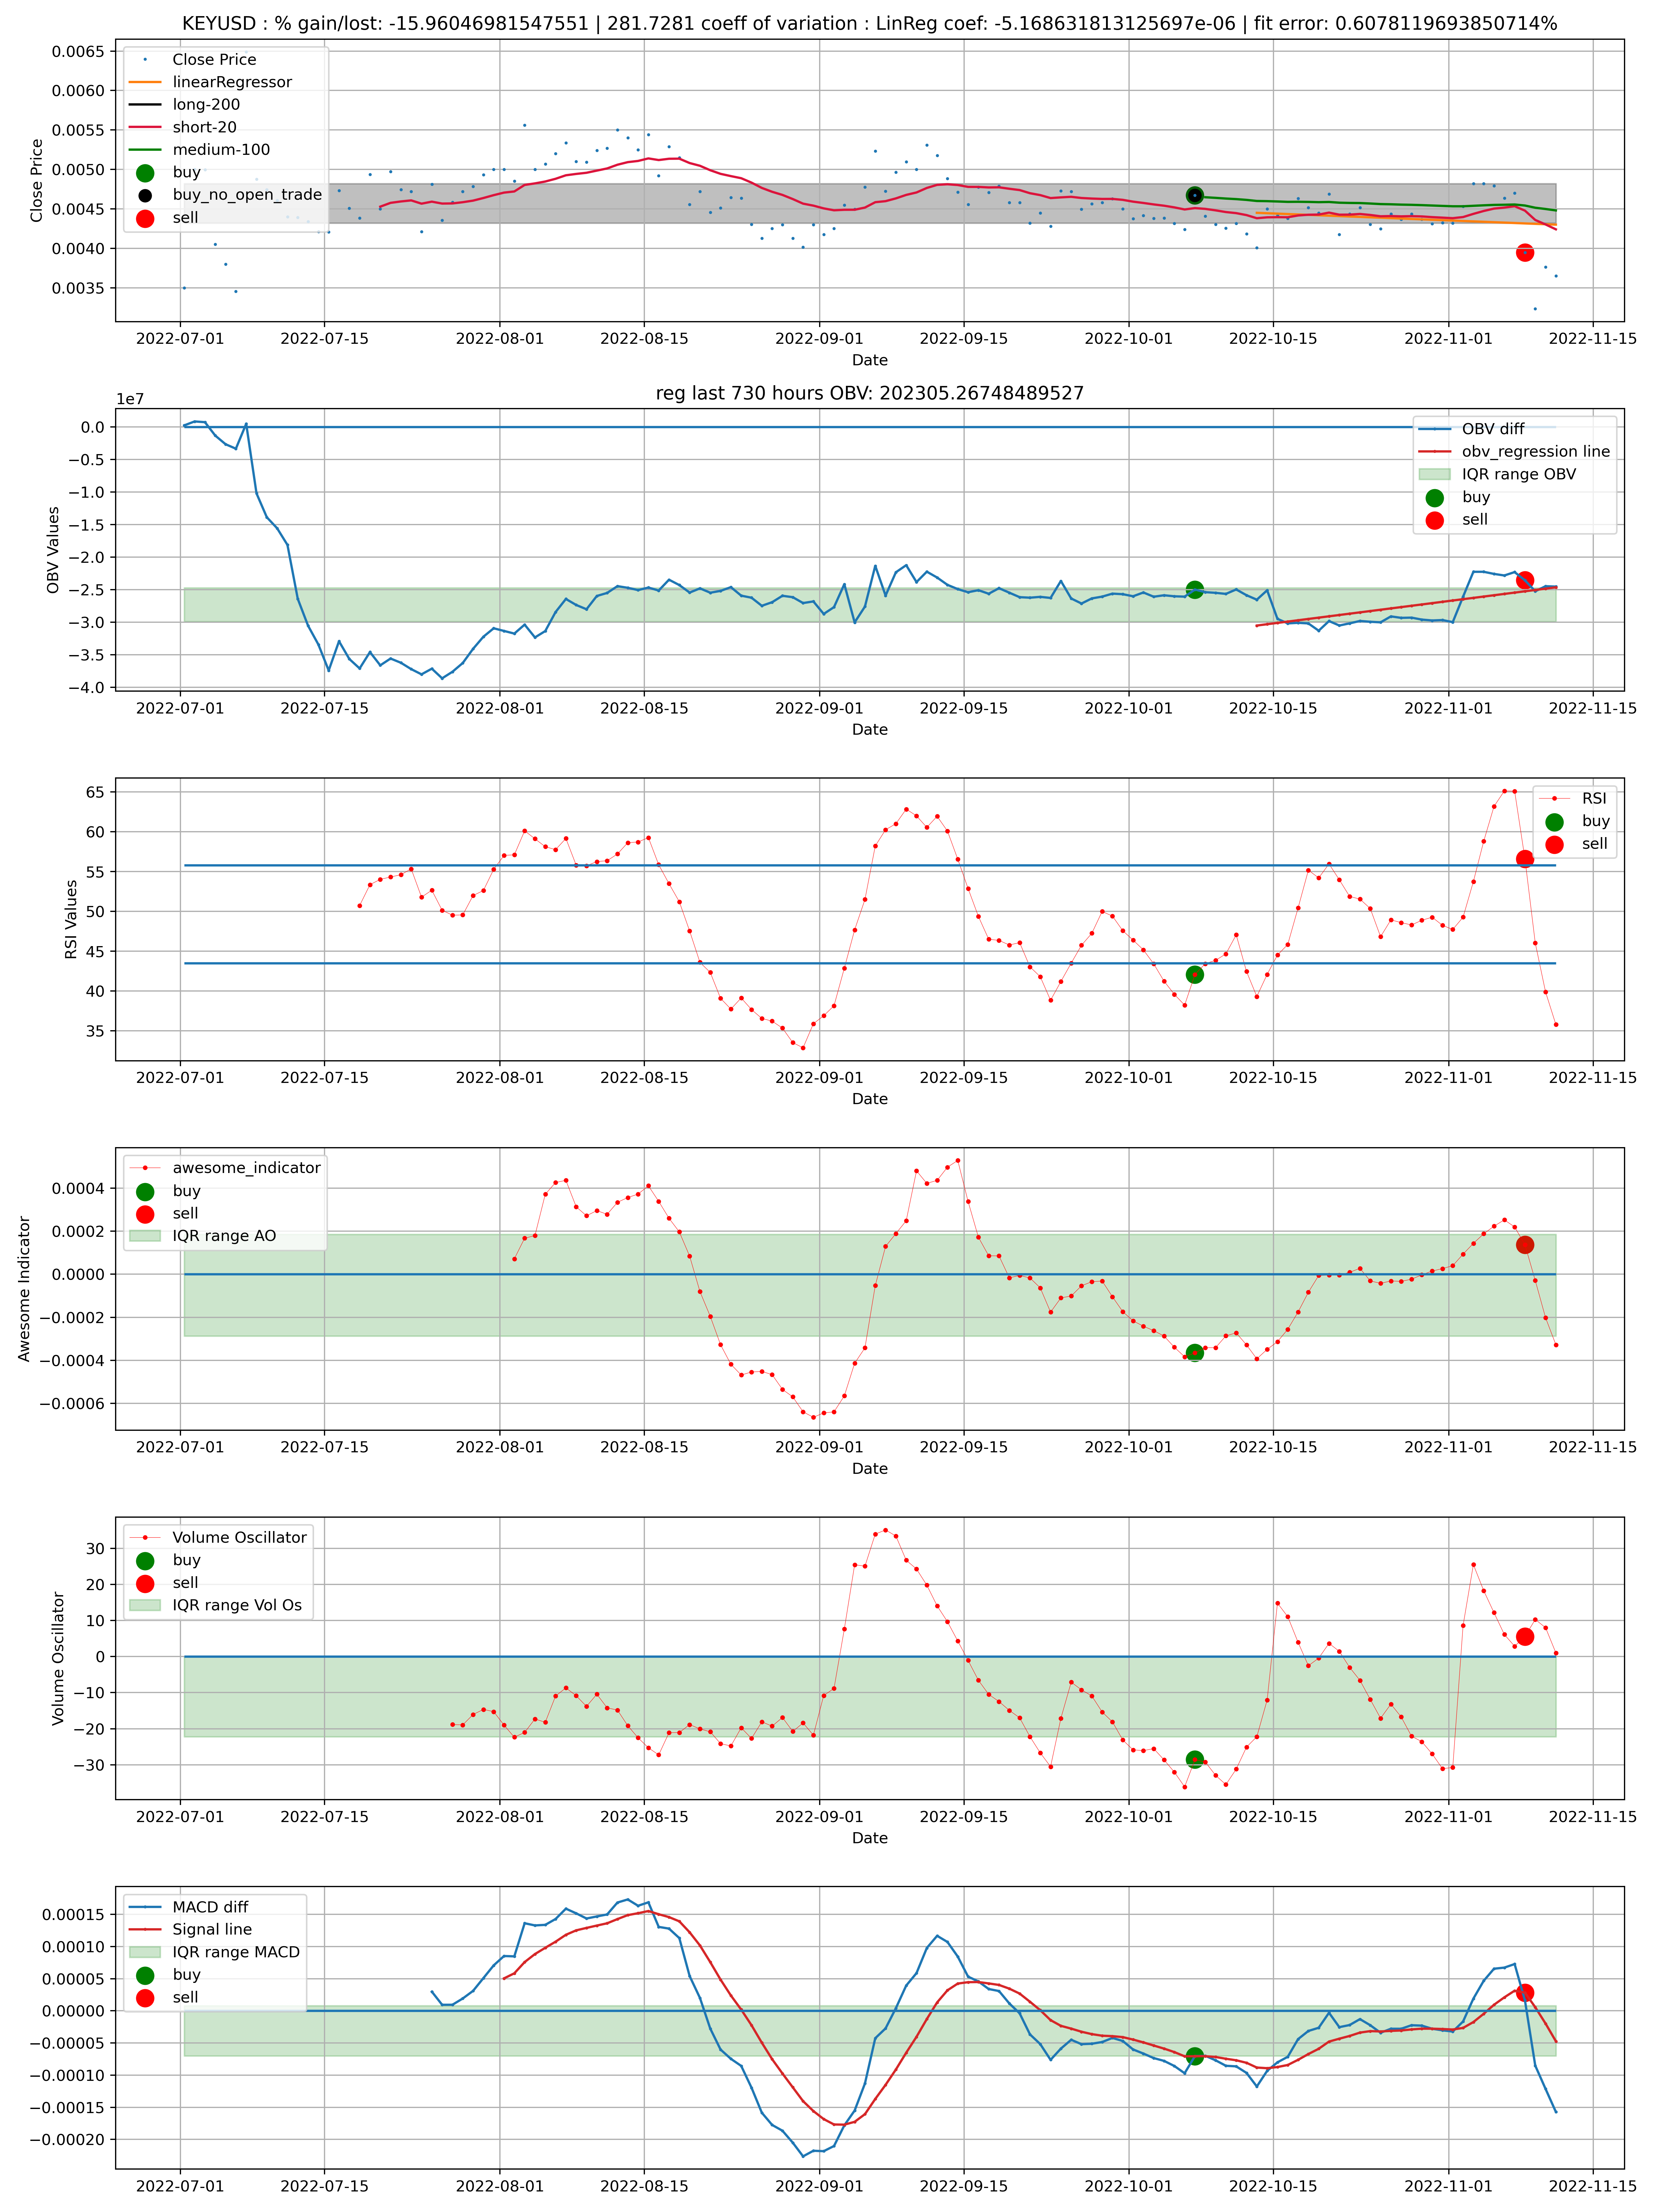 KEYUSD : % gain/lost: -15.96046981547551 | 281.7281 coeff of variation : LinReg coef: -5.168631813125697e-06 | fit error: 0.6078119693850714%
Close Price
linearRegressor
long-200
short-20
medium-100
buy
buy_no_open_trade
sell
Close Price
0.0065
0.0060
0.0055
0.0050
0.0045
0.0040
0.0035
2022-07-01 2022-07-15 2022-08-01 2022-08-15 2022-09-01 2022-09-15 2022-10-01 2022-10-15 2022-11-01 2022-11-15
Date
reg last 730 hours OBV: 202305.26748489527
1e7
OBV diff
obv_regression line
IQR range OBV
buy
sell
OBV Values
0.0
−0.5
−1.0
−1.5
−2.0
−2.5
−3.0
−3.5
−4.0
2022-07-01 2022-07-15 2022-08-01 2022-08-15 2022-09-01 2022-09-15 2022-10-01 2022-10-15 2022-11-01 2022-11-15
Date
RSI
buy
sell
RSI Values
65
60
55
50
45
40
35
2022-07-01 2022-07-15 2022-08-01 2022-08-15 2022-09-01 2022-09-15 2022-10-01 2022-10-15 2022-11-01 2022-11-15
Date
awesome_indicator
buy
sell
IQR range AO
Awesome Indicator
0.0004
0.0002
0.0000
−0.0002
−0.0004
−0.0006
2022-07-01 2022-07-15 2022-08-01 2022-08-15 2022-09-01 2022-09-15 2022-10-01 2022-10-15 2022-11-01 2022-11-15
Date
Volume Oscillator
buy
sell
IQR range Vol Os
Volume Oscillator
30
20
10
0
−10
−20
−30
2022-07-01 2022-07-15 2022-08-01 2022-08-15 2022-09-01 2022-09-15 2022-10-01 2022-10-15 2022-11-01 2022-11-15
Date
MACD diff
Signal line
IQR range MACD
buy
sell
0.00015
0.00010
0.00005
0.00000
−0.00005
−0.00010
−0.00015
−0.00020
2022-07-01 2022-07-15 2022-08-01 2022-08-15 2022-09-01 2022-09-15 2022-10-01 2022-10-15 2022-11-01 2022-11-15